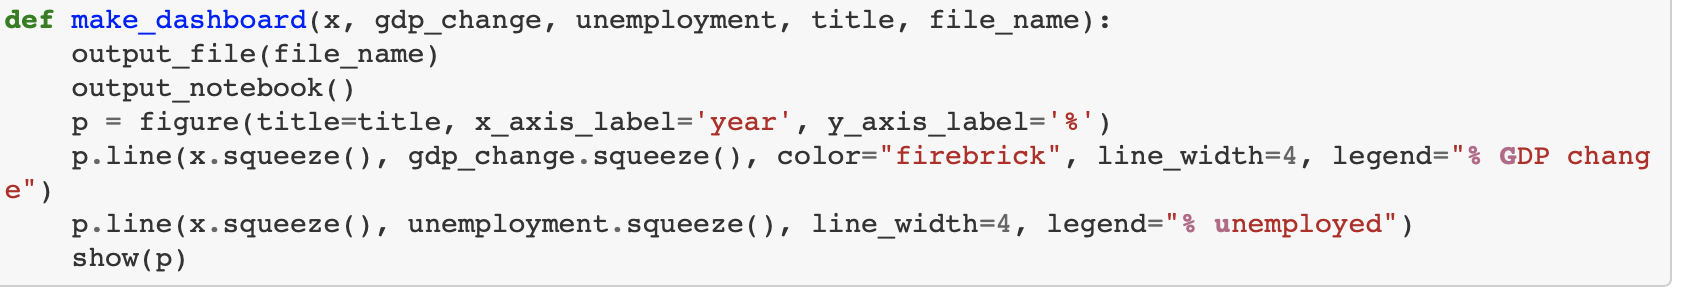 def make_dashboard(x, gdp_change, unemployment, title, file_name):
    output_file(file_name)
    output_notebook()
    p = figure(title=title, x_axis_label='year', y_axis_label='%')
    p.line(x.squeeze(), gdp_change.squeeze(), color="firebrick", line_width=4, legend="% GDP chang
e")
    p.line(x.squeeze(), unemployment.squeeze(), line_width=4, legend="% unemployed")
    show(p)